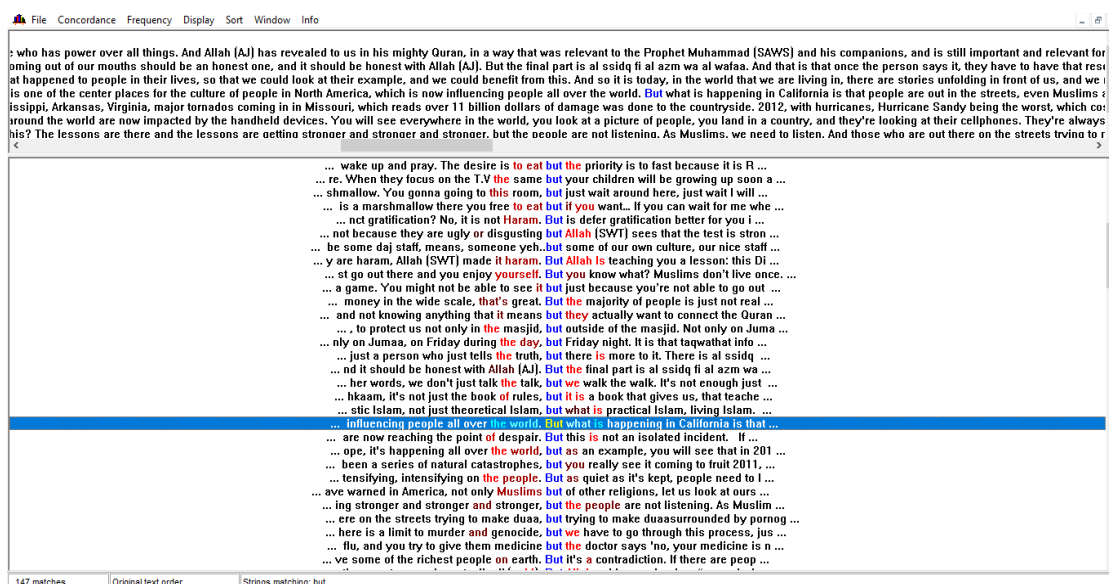 File Concordance Frequency Display Sort Window Info
: who has power over all things. And Allah (AJ) has revealed to us in his mighty Quran, in a way that was relevant to the Prophet Muhammad (SAWS) and his companions, and is still important and relevant for
oming out of our mouths should be an honest one, and it should be honest with Allah (AJ). But the final part is al ssidq fi al azm wa al wafaa. And that is that once the person says it, they have to have that rese
at happened to people in their lives, so that we could look at their example, and we could benefit from this. And so it is today, in the world that we are living in, there are stories unfolding in front of us, and we
is one of the center places for the culture of people in North America, which is now influencing people all over the world. But what is happening in California is that people are out in the streets, even Muslims
issippi, Arkansas, Virginia, major tornados coming in in Missouri, which reads over 11 billion dollars of damage was done to the countryside. 2012, with hurricanes, Hurricane Sandy being the worst, which cos
around the world are now impacted by the handheld devices. You will see everywhere in the world, you look at a picture of people, you land in a country, and they're looking at their cellphones. They're always
his? The lessons are there and the lessons are getting stronger and stronger and stronger, but the people are not listening. As Muslims, we need to listen. And those who are out there on the streets trying to r
... wake up and pray. The desire is to eat but the priority is to fast because it is R ...
... re. When they focus on the T.V the same but your children will be growing up soon a ...
... shmallow. You gonna going to this room, but just wait around here, just wait I will ...
... is a marshmallow there you free to eat but if you want... If you can wait for me whe ...
... nct gratification? No, it is not Haram. But is defer gratification better for you i ...
... not because they are ugly or disgusting but Allah (SWT) sees that the test is stron ...
... be some daj staff, means, someone yeh..but some of our own culture, our nice staff ...
... y are haram, Allah (SWT) made it haram. But Allah Is teaching you a lesson: this Di ...
... st go out there and you enjoy yourself. But you know what? Muslims don't live once. ...
... a game. You might not be able to see it but just because you're not able to go out ...
... money in the wide scale, that's great. But the majority of people is just not real ...
... and not knowing anything that it means but they actually want to connect the Quran ...
... , to protect us not only in the masjid, but outside of the masjid. Not only on Juma ...
... nly on Jumaa, on Friday during the day, but Friday night. It is that taqwathat info ...
... just a person who just tells the truth, but there is more to it. There is al ssidq ...
... nd it should be honest with Allah (AJ). But the final part is al ssidq fi al azm wa ...
... her words, we don't just talk the talk, but we walk the walk. It's not enough just ...
... hkaam, it's not just the book of rules, but it is a book that gives us, that teache ...
... stic Islam, not just theoretical Islam, but what is practical Islam, living Islam. ...
... influencing people all over the world. But what is happening in California is that ...
... are now reaching the point of despair. But this is not an isolated incident. If ...
... ope, it's happening all over the world, but as an example, you will see that in 201 ...
... been a series of natural catastrophes, but you really see it coming to fruit 2011, ...
... tensifying, intensifying on the people. But as quiet as it's kept, people need to l ...
... ave warned in America, not only Muslims but of other religions, let us look at ours ...
... ing stronger and stronger and stronger, but the people are not listening. As Muslim ...
... ere on the streets trying to make duaa, but trying to make duaasurrounded by pornog ...
... here is a limit to murder and genocide, but we have to go through this process, jus ...
... flu, and you try to give them medicine but the doctor says 'no, your medicine is n ...
... ve some of the richest people on earth. But it's a contradiction. If there are peop ...
147 matches Original text order Strings matching: but